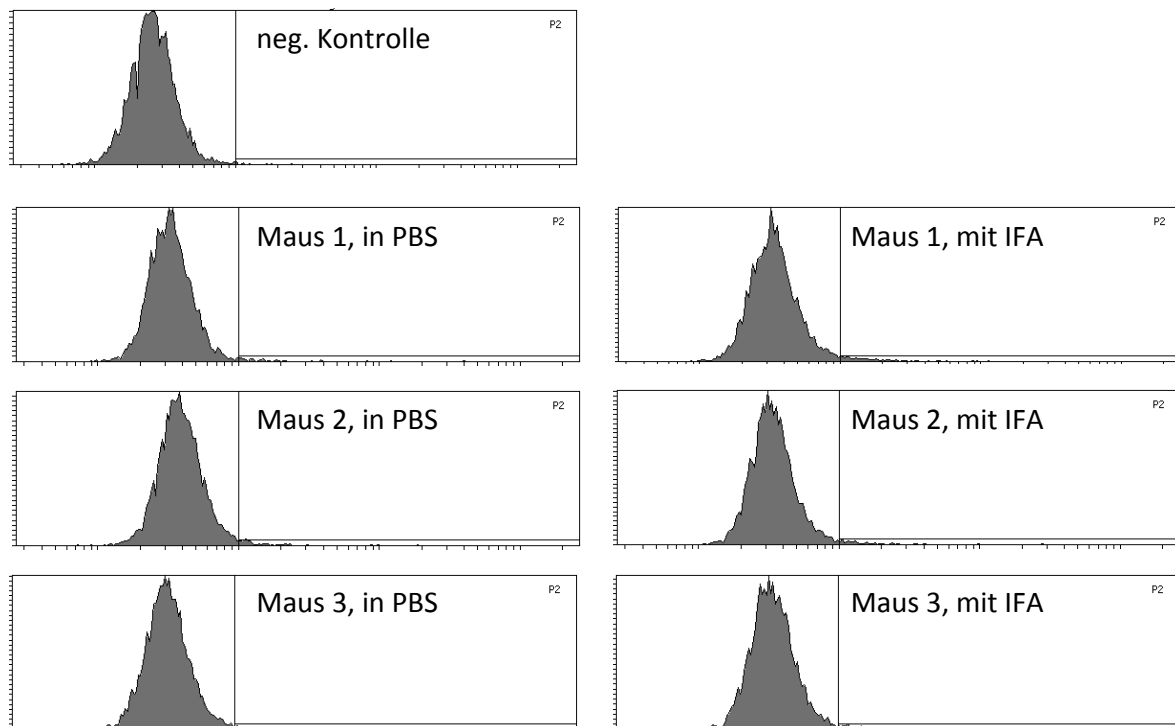 neg. Kontrolle
P2
Maus 1, in PBS
P2
Maus 1, mit IFA
P2
Maus 2, in PBS
P2
Maus 2, mit IFA
P2
Maus 3, in PBS
P2
Maus 3, mit IFA
P2